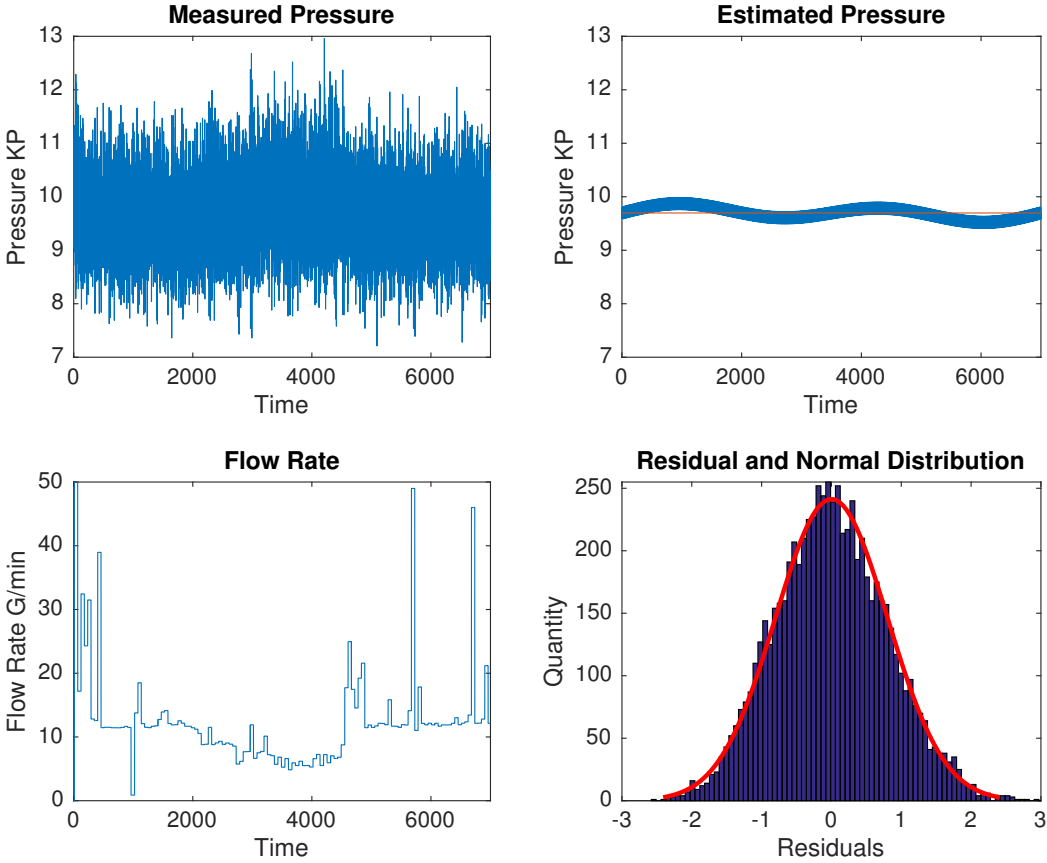 Measured Pressure
Pressure KP
13
12
11
10
9
8
7
0 2000 4000 6000
Time
Estimated Pressure
Pressure KP
13
12
11
10
9
8
7
0 2000 4000 6000
Time
Flow Rate
Flow Rate G/min
50
40
30
20
10
0
0 2000 4000 6000
Time
Residual and Normal Distribution
Quantity
250
200
150
100
50
0
-3 -2 -1 0 1 2 3
Residuals